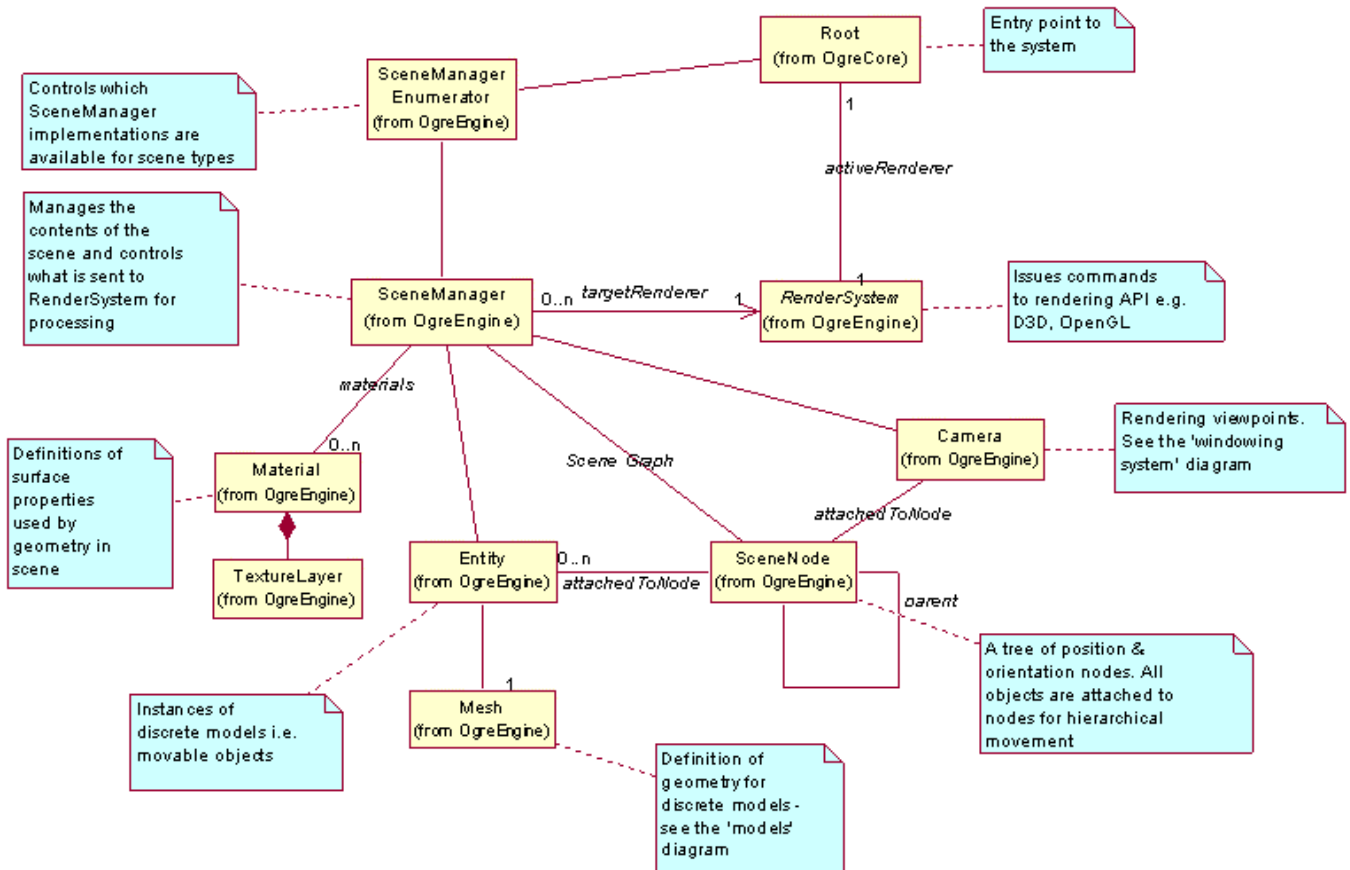 Root
(from OgreCore)
Entry point to
the system
SceneManager
Enumerator
(from OgreEngine)
Controls which
SceneManager
implementations are
available for scene types
1
activeRenderer
Manages the
contents of the
scene and controls
what is sent to
RenderSystem for
processing
SceneManager
(from OgreEngine)
0..n
targetRenderer
1
1
RenderSystem
(from OgreEngine)
Issues commands
to rendering API e.g.
D3D, OpenGL
materials
0..n
Definitions of
surface
properties
used by
geometry in
scene
Material
(from OgreEngine)
Scene Graph
Camera
(from OgreEngine)
Rendering viewpoints.
See the 'windowing
system' diagram
attachedToNode
TextureLayer
(from OgreEngine)
Entity
(from OgreEngine)
0..n
attachedToNode
SceneNode
(from OgreEngine)
parent
A tree of position &
orientation nodes. All
objects are attached to
nodes for hierarchical
movement
Instances of
discrete models i.e.
movable objects
1
Mesh
(from OgreEngine)
Definition of
geometry for
discrete models -
see the 'models'
diagram